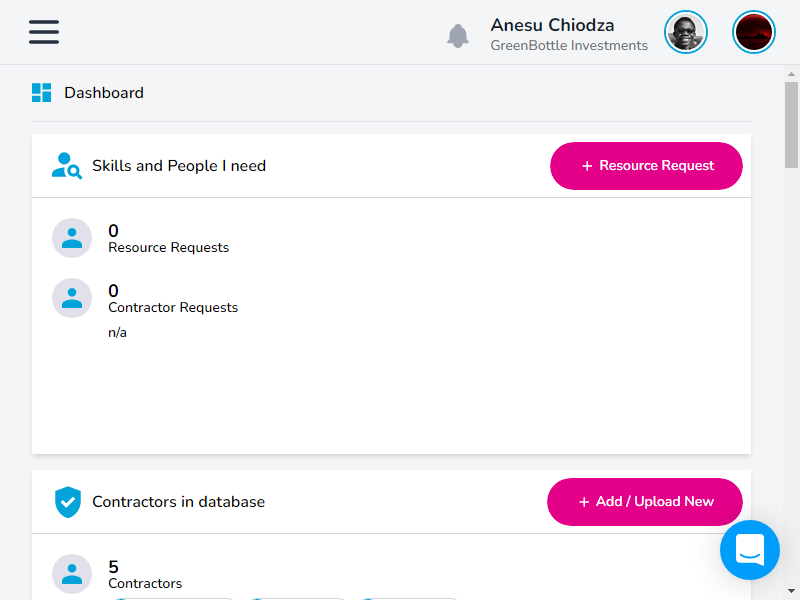 Anesu Chiodza
GreenBottle Investments
Dashboard
Skills and People I need
+ Resource Request
0
Resource Requests
0
Contractor Requests
n/a
Contractors in database
+ Add / Upload New
5
Contractors